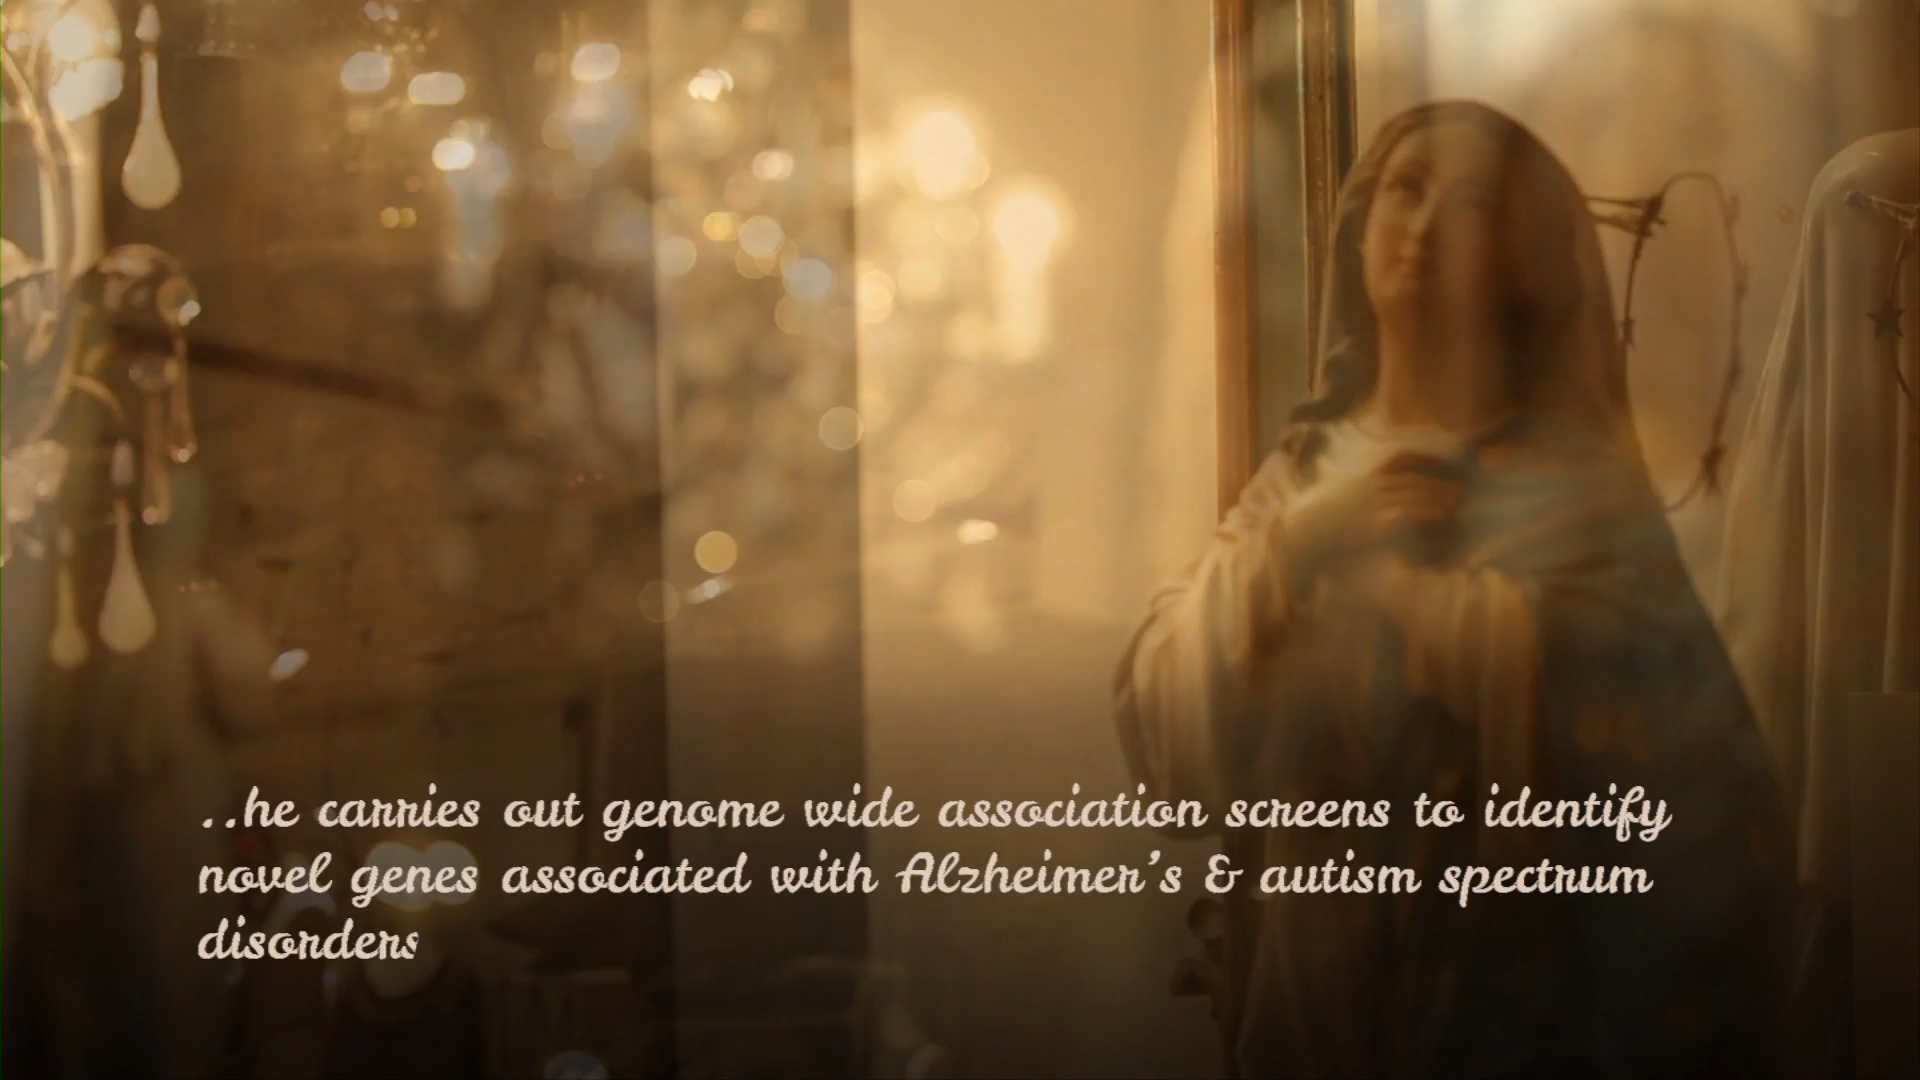 ..he carries out genome wide association screens to identify
novel genes associated with Alzheimer's & autism spectrum
disorders